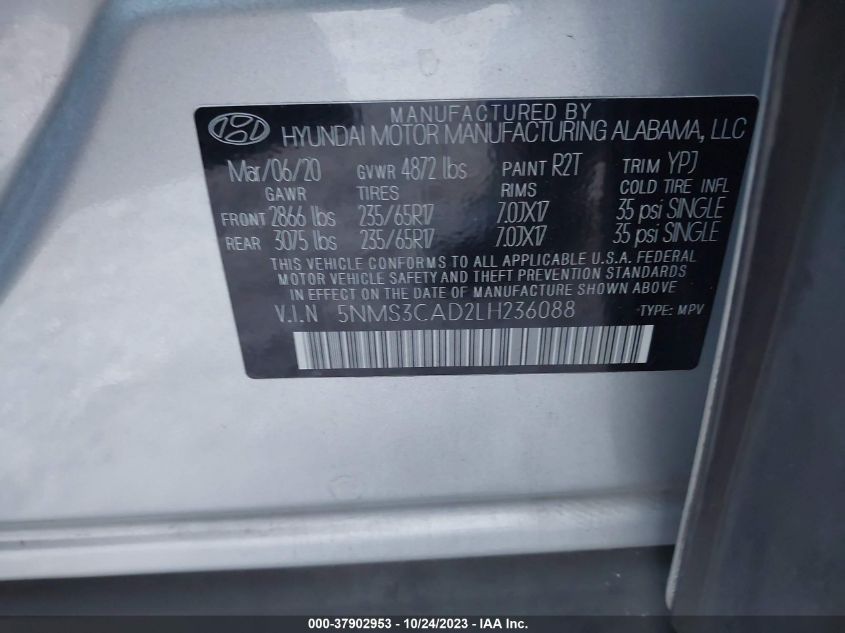 MANUFACTURED BY
HYUNDAI MOTOR MANUFACTURING ALABAMA, LLC
Mar/06/20 GVWR 4872 lbs PAINT R2T TRIM YPJ
GAWR TIRES RIMS COLD TIRE INFL
FRONT 2866 lbs 235/65R17 7.0JX17 35 psi SINGLE
REAR 3075 lbs 235/65R17 7.0JX17 35 psi SINGLE
THIS VEHICLE CONFORMS TO ALL APPLICABLE U.S.A. FEDERAL
MOTOR VEHICLE SAFETY AND THEFT PREVENTION STANDARDS
IN EFFECT ON THE DATE OF MANUFACTURE SHOWN ABOVE
V.I.N 5NMS3CAD2LH236088 TYPE: MPV
000-37902953 - 10/24/2023 - IAA Holdings, LLC.